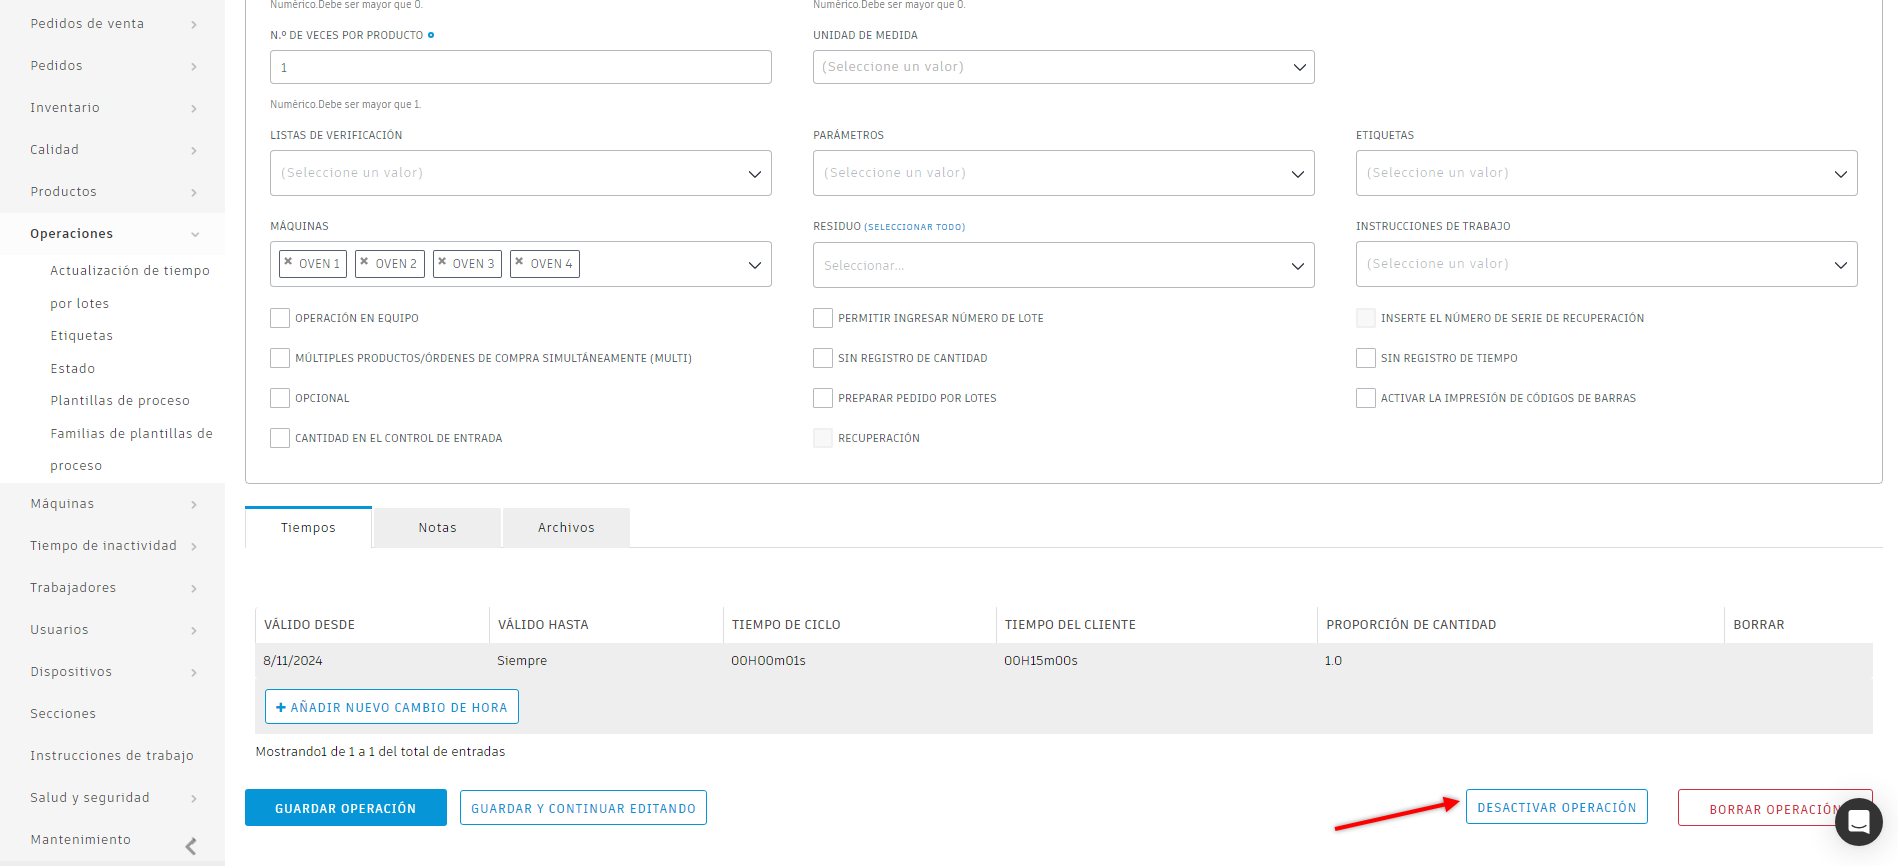 Pedidos de venta
Pedidos
Inventario
Calidad
Productos
Operaciones
Actualización de tiempo
por lotes
Etiquetas
Estado
Plantillas de proceso
Familias de plantillas de
proceso
Máquinas
Tiempo de inactividad
Trabajadores
Usuarios
Dispositivos
Secciones
Instrucciones de trabajo
Salud y seguridad
Mantenimiento
Numérico.Debe ser mayor que 0.
Numérico.Debe ser mayor que 0.
N.º DE VECES POR PRODUCTO
UNIDAD DE MEDIDA
1
(Seleccione un valor)
Numérico.Debe ser mayor que 1.
LISTAS DE VERIFICACIÓN
PARÁMETROS
ETIQUETAS
(Seleccione un valor)
(Seleccione un valor)
(Seleccione un valor)
MÁQUINAS
RESIDUO (SELECCIONAR TODO)
INSTRUCCIONES DE TRABAJO
× OVEN 1 × OVEN 2 × OVEN 3 × OVEN 4
Seleccionar...
(Seleccione un valor)
OPERACIÓN EN EQUIPO
PERMITIR INGRESAR NÚMERO DE LOTE
INSERTE EL NÚMERO DE SERIE DE RECUPERACIÓN
MÚLTIPLES PRODUCTOS/ÓRDENES DE COMPRA SIMULTÁNEAMENTE (MULTI)
SIN REGISTRO DE CANTIDAD
SIN REGISTRO DE TIEMPO
OPCIONAL
PREPARAR PEDIDO POR LOTES
ACTIVAR LA IMPRESIÓN DE CÓDIGOS DE BARRAS
CANTIDAD EN EL CONTROL DE ENTRADA
RECUPERACIÓN
Tiempos
Notas
Archivos
VÁLIDO DESDE
VÁLIDO HASTA
TIEMPO DE CICLO
TIEMPO DEL CLIENTE
PROPORCIÓN DE CANTIDAD
BORRAR
8/11/2024
Siempre
00H00m01s
00H15m00s
1.0
+ AÑADIR NUEVO CAMBIO DE HORA
Mostrando1 de 1 a 1 del total de entradas
GUARDAR OPERACIÓN
GUARDAR Y CONTINUAR EDITANDO
DESACTIVAR OPERACIÓN
BORRAR OPERACIÓN